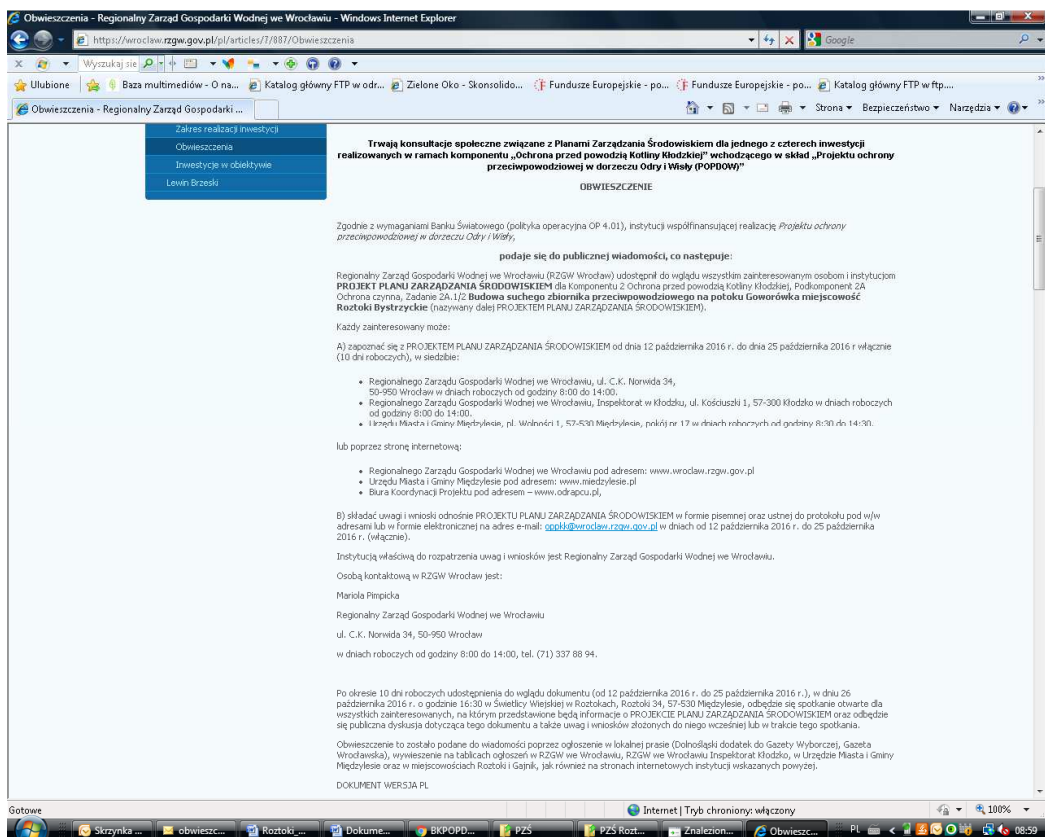 Obwieszczenia - Regionalny Zarząd Gospodarki Wodnej we Wrocławiu - Windows Internet Explorer
https://wroclaw.rzgw.gov.pl/pl/articles/7/887/Obwieszczenia
Google
Wyszukaj się
Ulubione
Baza multimediów - O na...
Katalog główny FTP w odr...
Zielone Oko - Skonsolido...
Fundusze Europejskie - po...
Fundusze Europejskie - po...
Katalog główny FTP w ftp....
Obwieszczenia - Regionalny Zarząd Gospodarki ...
Strona
Bezpieczeństwo
Narzędzia
Zakres realizacji inwestycji
Obwieszczenia
Inwestycje w obiektywie
Lewin Brzeski
Trwają konsultacje społeczne związane z Planami Zarządzania Środowiskiem dla jednego z czterech inwestycji
realizowanych w ramach komponentu „Ochrona przed powodzią Kotliny Kłodzkiej” wchodzącego w skład „Projektu ochrony
przeciwpowodziowej w dorzeczu Odry i Wisły (POPDOW)”
OBWIESZCZENIE
Zgodnie z wymaganiami Banku Światowego (polityka operacyjna OP 4.01), instytucji współfinansującej realizację Projektu ochrony
przeciwpowodziowej w dorzeczu Odry i Wisły,
podaje się do publicznej wiadomości, co następuje:
Regionalny Zarząd Gospodarki Wodnej we Wrocławiu (RZGW Wrocław) udostępnił do wglądu wszystkim zainteresowanym osobom i instytucjom
PROJEKT PLANU ZARZĄDZANIA ŚRODOWISKIEM dla Komponentu 2 Ochrona przed powodzią Kotliny Kłodzkiej, Podkomponent 2A
Ochrona czynna, Zadanie 2A.1/2 Budowa suchego zbiornika przeciwpowodziowego na potoku Goworówka miejscowość
Roztoki Bystrzyckie (nazywany dalej PROJEKTEM PLANU ZARZĄDZANIA ŚRODOWISKIEM).
Każdy zainteresowany może:
A) zapoznać się z PROJEKTEM PLANU ZARZĄDZANIA ŚRODOWISKIEM od dnia 12 października 2016 r. do dnia 25 października 2016 r włącznie
(10 dni roboczych), w siedzibie:
• Regionalnego Zarządu Gospodarki Wodnej we Wrocławiu, ul. C.K. Norwida 34,
50-950 Wrocław w dniach roboczych od godziny 8:00 do 14:00.
• Regionalnego Zarządu Gospodarki Wodnej we Wrocławiu, Inspektorat w Kłodzku, ul. Kościuszki 1, 57-300 Kłodzko w dniach roboczych
od godziny 8:00 do 14:00.
• Urzędu Miasta i Gminy Międzylesie, pl. Wolności 1, 57-530 Międzylesie, pokój nr 17 w dniach roboczych od godziny 8:30 do 14:30.
lub poprzez stronę internetową:
• Regionalnego Zarządu Gospodarki Wodnej we Wrocławiu pod adresem: www.wroclaw.rzgw.gov.pl
• Urzędu Miasta i Gminy Międzylesie pod adresem: www.miedzylesie.pl
• Biura Koordynacji Projektu pod adresem – www.odrapcu.pl,
B) składać uwagi i wnioski odnośnie PROJEKTU PLANU ZARZĄDZANIA ŚRODOWISKIEM w formie pisemnej oraz ustnej do protokołu pod w/w
adresami lub w formie elektronicznej na adres e-mail: oppkk@wroclaw.rzgw.gov.pl w dniach od 12 października 2016 r. do 25 października
2016 r. (włącznie).
Instytucją właściwą do rozpatrzenia uwag i wniosków jest Regionalny Zarząd Gospodarki Wodnej we Wrocławiu.
Osobą kontaktową w RZGW Wrocław jest:
Mariola Pimpicka
Regionalny Zarząd Gospodarki Wodnej we Wrocławiu
ul. C.K. Norwida 34, 50-950 Wrocław
w dniach roboczych od godziny 8:00 do 14:00, tel. (71) 337 88 94.
Po okresie 10 dni roboczych udostępnienia do wglądu dokumentu (od 12 października 2016 r. do 25 października 2016 r.), w dniu 26
października 2016 r. o godzinie 16:30 w Świetlicy Wiejskiej w Roztokach, Roztoki 34, 57-530 Międzylesie, odbędzie się spotkanie otwarte dla
wszystkich zainteresowanych, na którym przedstawione będą informacje o PROJEKCIE PLANU ZARZĄDZANIA ŚRODOWISKIEM oraz odbędzie
się publiczna dyskusja dotycząca tego dokumentu a także uwag i wniosków złożonych do niego wcześniej lub w trakcie tego spotkania.
Obwieszczenie to zostało podane do wiadomości poprzez ogłoszenie w lokalnej prasie (Dolnośląski dodatek do Gazety Wyborczej, Gazeta
Wrocławska), wywieszenie na tablicach ogłoszeń w RZGW we Wrocławiu, RZGW we Wrocławiu Inspektorat Kłodzko, w Urzędzie Miasta i Gminy
Międzylesie oraz w miejscowościach Roztoki i Gajnik, jak również na stronach internetowych instytucji wskazanych powyżej.
DOKUMENT WERSJA PL
Gotowe
Internet | Tryb chroniony: włączony
100%
Skrzynka ...
obwieszc...
Roztoki_...
Dokume...
BKPOPD...
PZŚ
PZŚ Rozt...
Znalezion...
Obwiesz...
PL
08:59